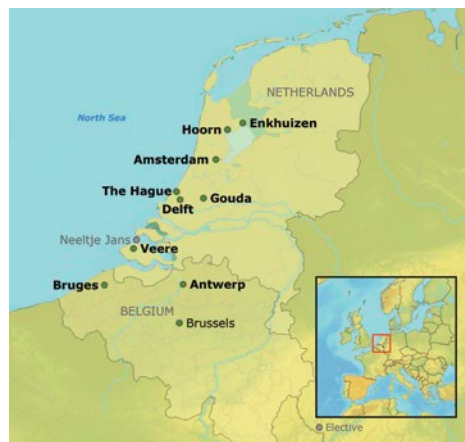 NETHERLANDS
North Sea
Enkhuizen
Hoorn
Amsterdam
The Hague
Gouda
Delft
Neeltje Jans
Veere
Bruges
Antwerp
BELGIUM
Brussels
Elective